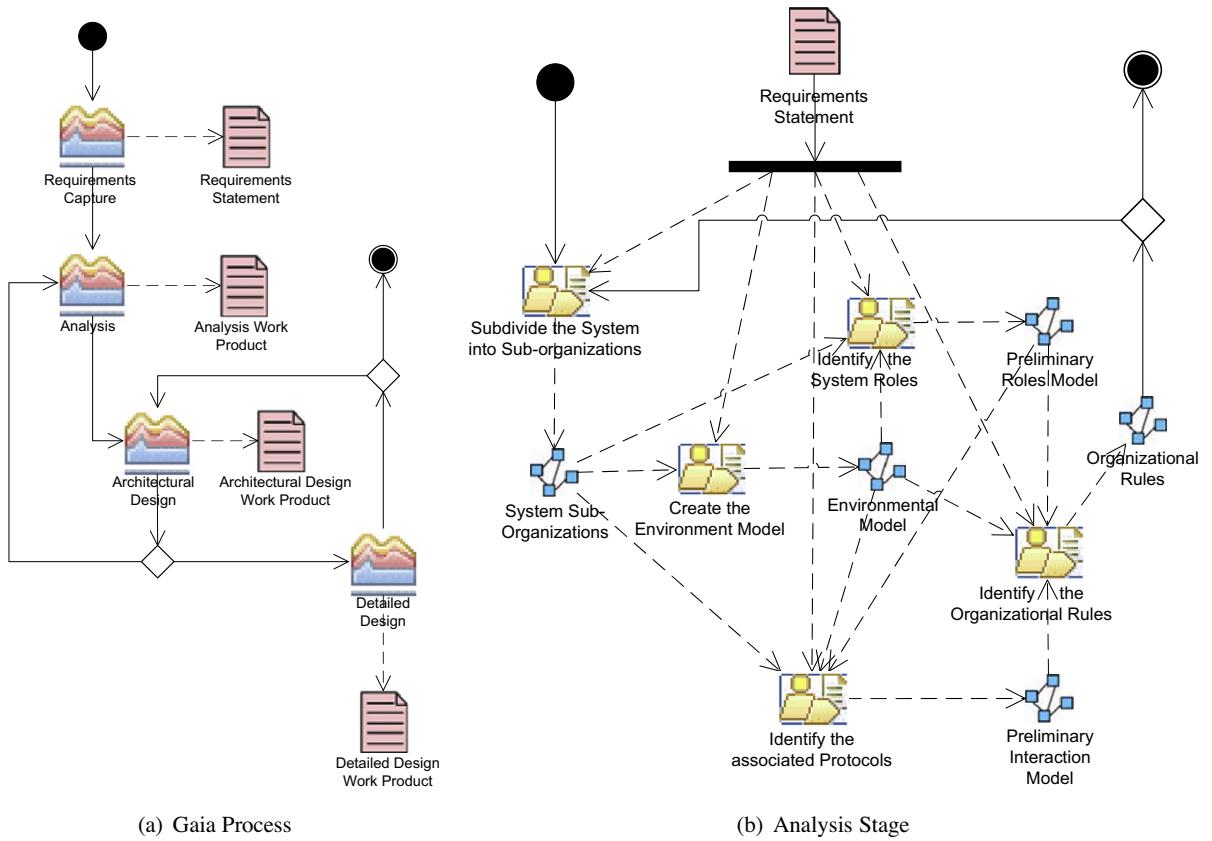 Requirements
Capture
Requirements
Statement
Analysis
Analysis Work
Product
Architectural
Design
Architectural Design
Work Product
Detailed
Design
Detailed Design
Work Product
(a) Gaia Process
Requirements
Statement
Subdivide the System
into Sub-organizations
Identify the
System Roles
Preliminary
Roles Model
Organizational
Rules
System Sub-
Organizations
Create the
Environment Model
Environmental
Model
Identify the
Organizational Rules
Identify the
associated Protocols
Preliminary
Interaction
Model
(b) Analysis Stage